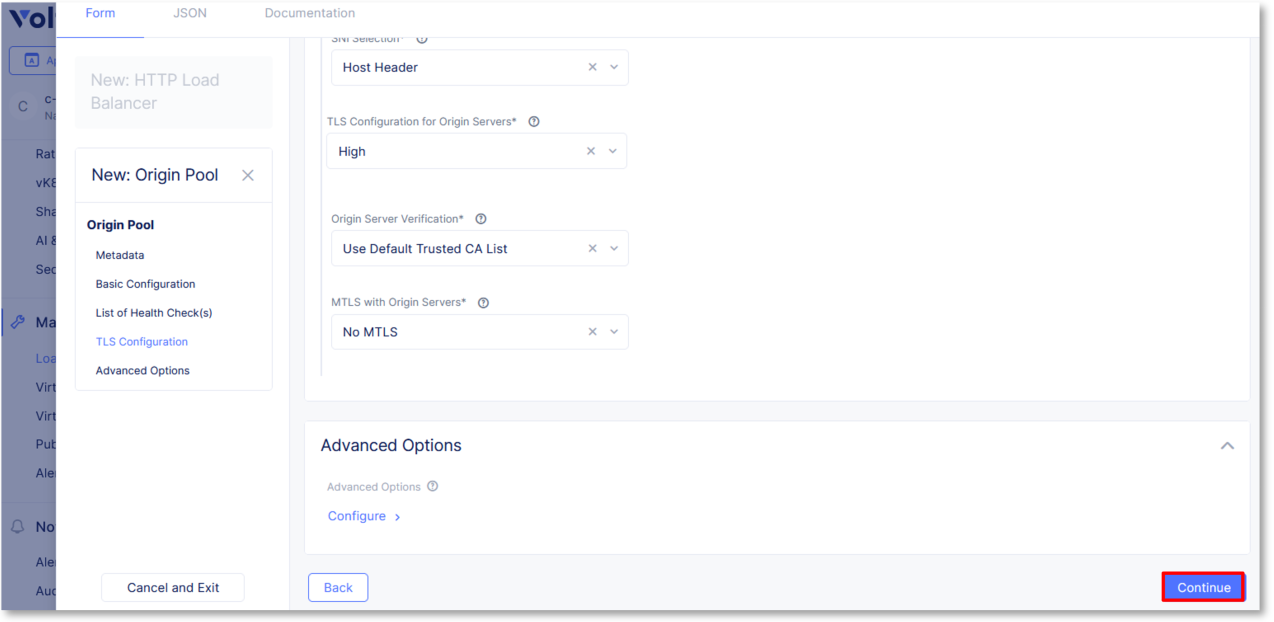 Form
JSON
Documentation
Vol
Ap
C
c-
Na
Rat
vK8
Sha
AI &
Sec
Ma
Loa
Virt
Virt
Pub
Aler
No
Aler
Aud
New: HTTP Load
Balancer
New: Origin Pool
Origin Pool
Metadata
Basic Configuration
List of Health Check(s)
TLS Configuration
Advanced Options
Cancel and Exit
SNI Selection*
Host Header
TLS Configuration for Origin Servers*
High
Origin Server Verification*
Use Default Trusted CA List
MTLS with Origin Servers*
No MTLS
Advanced Options
Advanced Options
Configure
Back
Continue